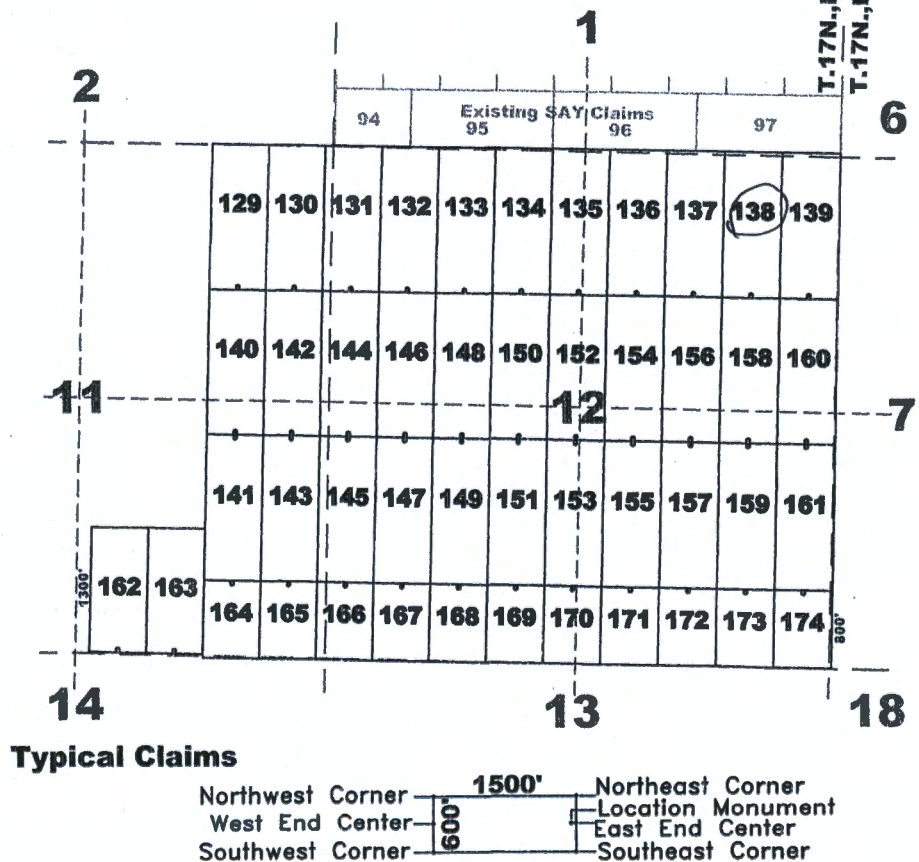 T.17N.,
T.17N.,
1
2
6
Existing SAY Claims
94 95 96 97
129 130 131 132 133 134 135 136 137 138 139
140 142 144 146 148 150 152 154 156 158 160
11 12 7
141 143 145 147 149 151 153 155 157 159 161
1300' 162 163
164 165 166 167 168 169 170 171 172 173 174 800'
14 13 18
Typical Claims
1500'
600'
Northwest Corner Northeast Corner
Location Monument
West End Center East End Center
Southwest Corner Southeast Corner